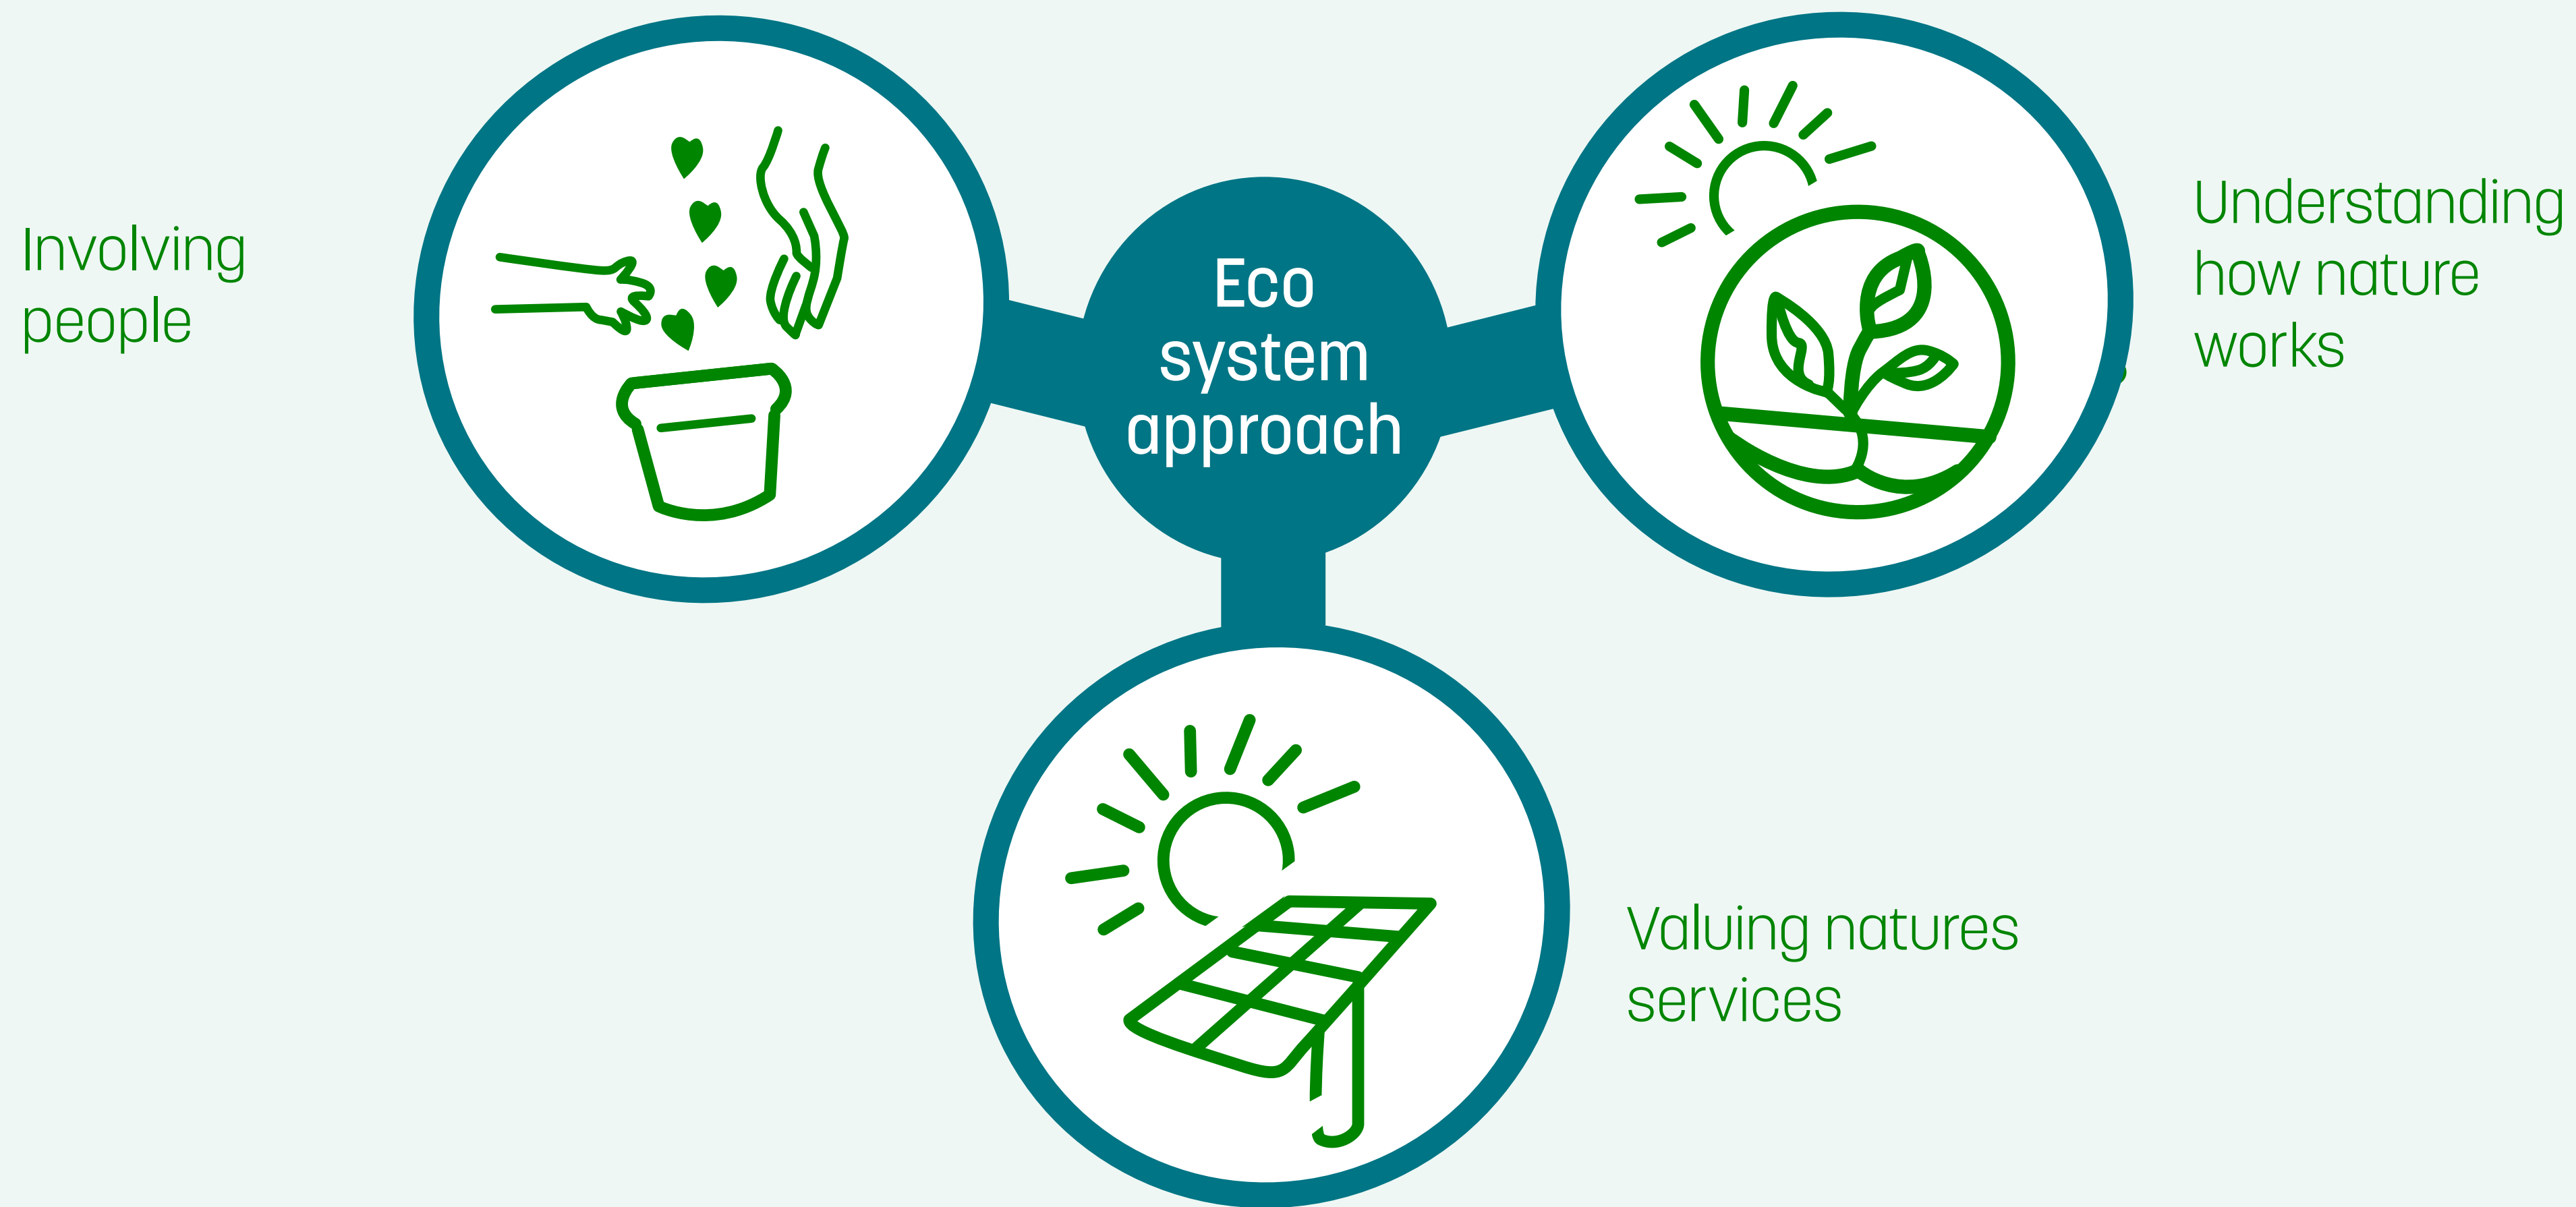 Involving
people
Eco
system
approach
Understanding
how nature
works
Valuing natures
services